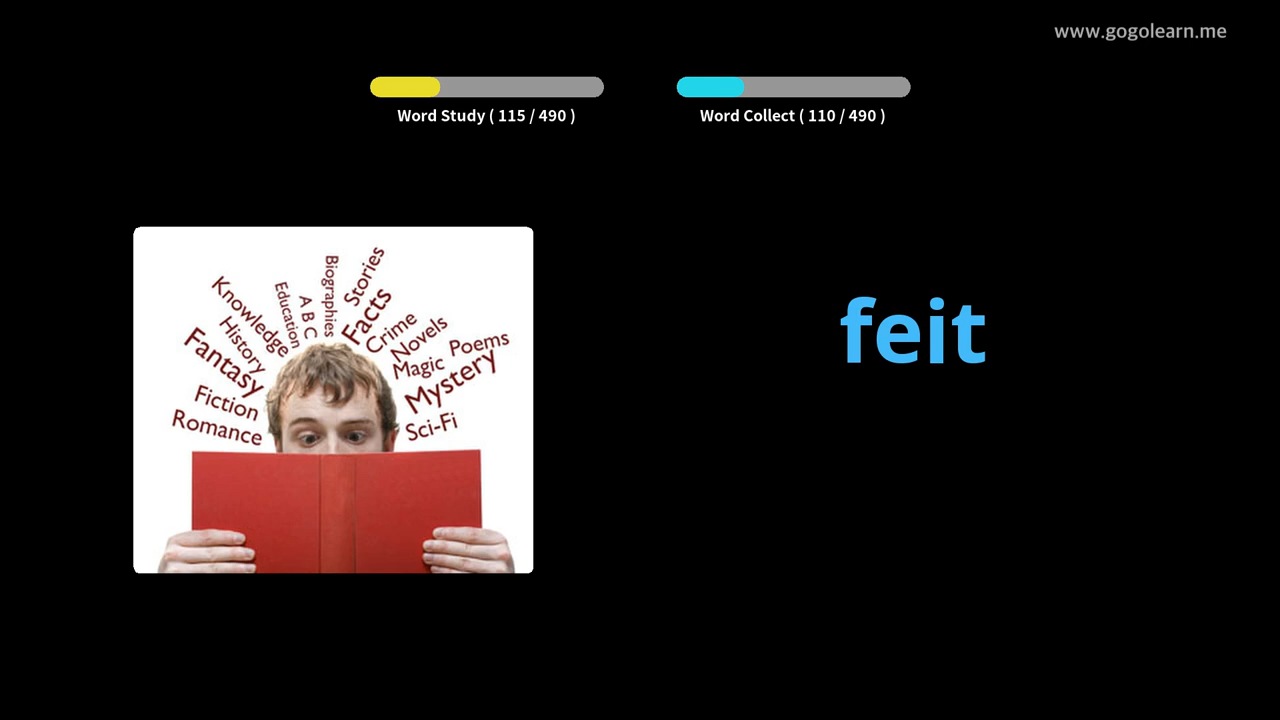 www.gogolearn.me
Word Study ( 115 / 490 )
Word Collect ( 110 / 490 )
feit
Biographies
Stories
Education
A B C
Facts
Knowledge
Crime
History
Novels
Poems
Fantasy
Magic
Mystery
Fiction
Romance
Sci-Fi